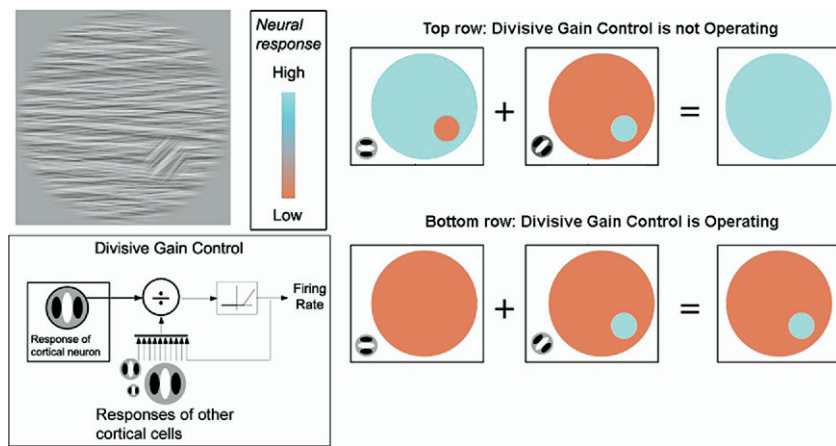 Neural
response
High
Low
Top row: Divisive Gain Control is not Operating
+
=
Divisive Gain Control
÷
Firing
Rate
Response of
cortical neuron
Responses of other
cortical cells
Bottom row: Divisive Gain Control is Operating
+
=